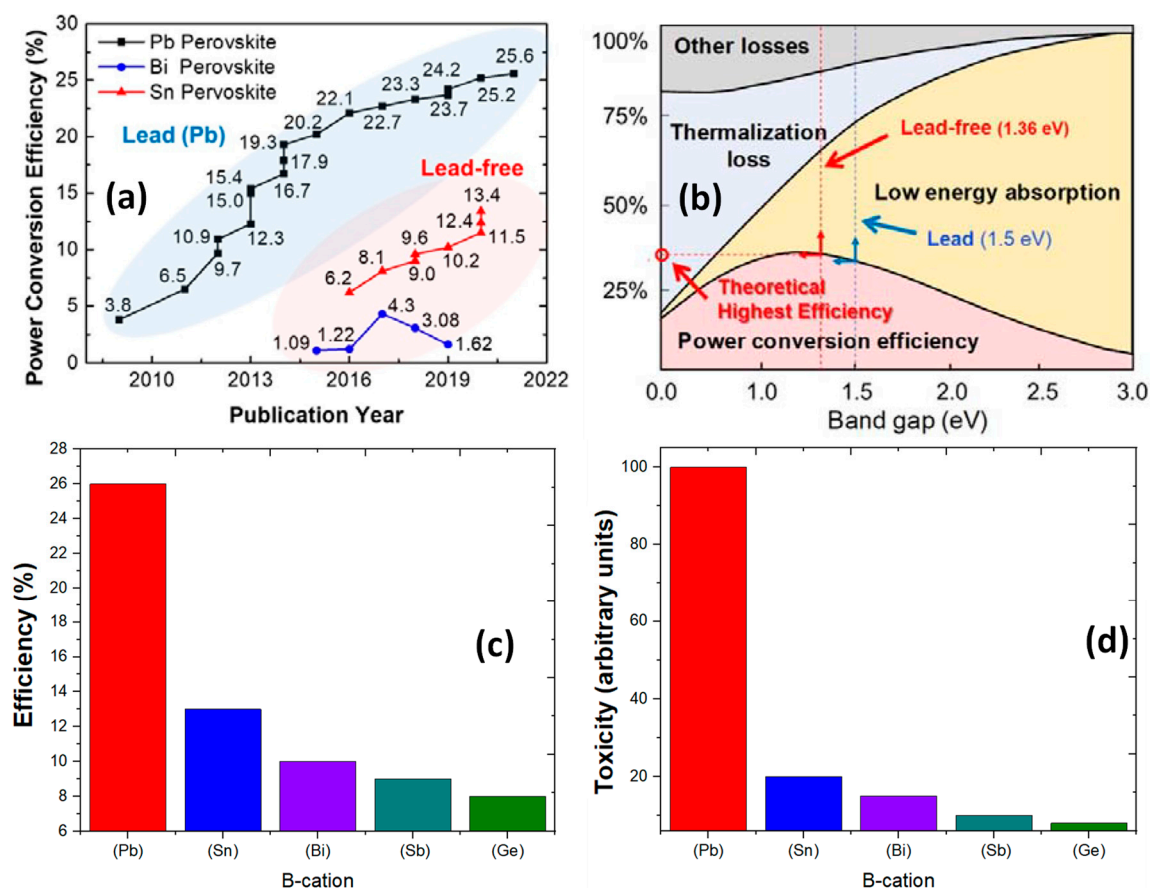 (a)
Power Conversion Efficiency (%)
30
25
20
15
10
5
0
Pb Perovskite
Bi Perovskite
Sn Pervoskite
Lead (Pb)
Lead-free
3.8
6.5
9.7
10.9
12.3
15.0
15.4
16.7
17.9
19.3
20.2
22.1
22.7
23.3
23.7
24.2
25.2
25.6
6.2
8.1
9.0
9.6
10.2
11.5
12.4
13.4
1.09
1.22
4.3
3.08
1.62
2010
2013
2016
2019
2022
Publication Year
(b)
100%
75%
50%
25%
Other losses
Thermalization
loss
Lead-free (1.36 eV)
Low energy absorption
Lead (1.5 eV)
Theoretical
Highest Efficiency
Power conversion efficiency
0.0
1.0
1.5
2.0
2.5
3.0
Band gap (eV)
(c)
Efficiency (%)
28
26
24
22
20
18
16
14
12
10
8
6
(Pb)
(Sn)
(Bi)
(Sb)
(Ge)
B-cation
(d)
Toxicity (arbitrary units)
100
80
60
40
20
(Pb)
(Sn)
(Bi)
(Sb)
(Ge)
B-cation